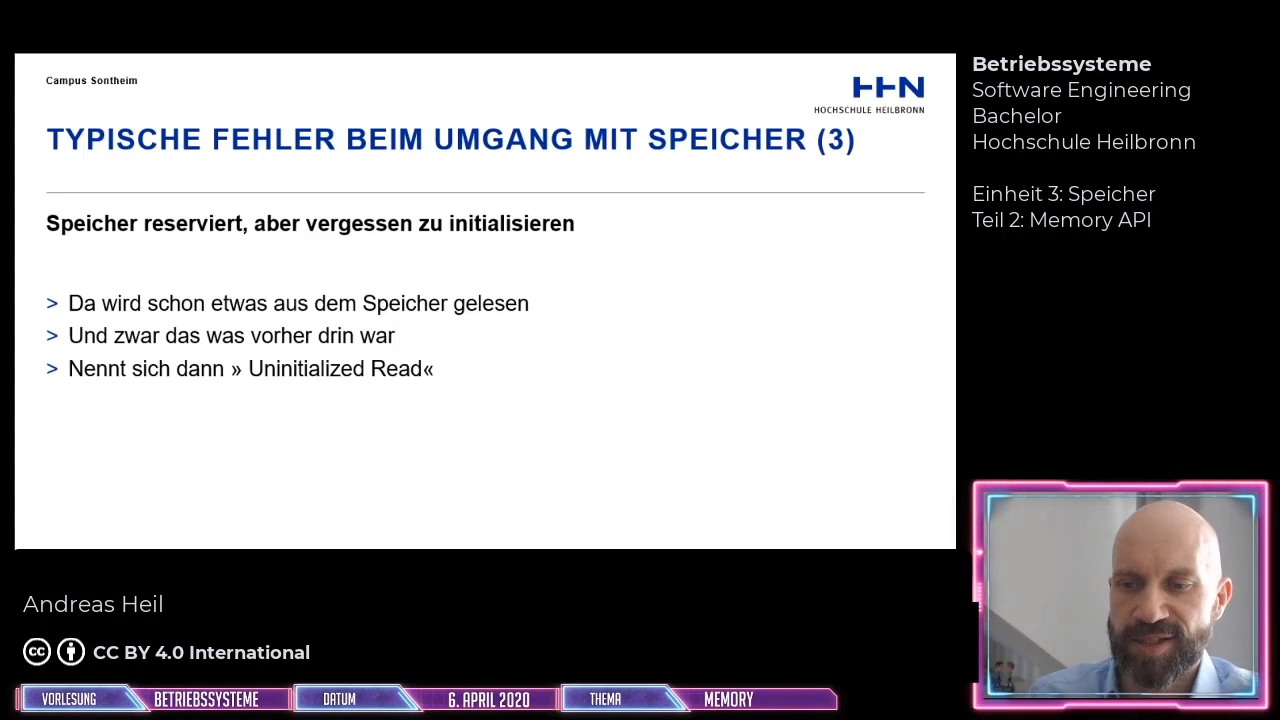 Campus Sontheim
HHN
HOCHSCHULE HEILBRONN
TYPISCHE FEHLER BEIM UMGANG MIT SPEICHER (3)
Speicher reserviert, aber vergessen zu initialisieren
> Da wird schon etwas aus dem Speicher gelesen
> Und zwar das was vorher drin war
> Nennt sich dann » Uninitialized Read«
Betriebssysteme
Software Engineering
Bachelor
Hochschule Heilbronn
Einheit 3: Speicher
Teil 2: Memory API
Andreas Heil
cc CC BY 4.0 International
VORLESUNG BETRIEBSSYSTEME DATUM 6. APRIL 2020 THEMA MEMORY